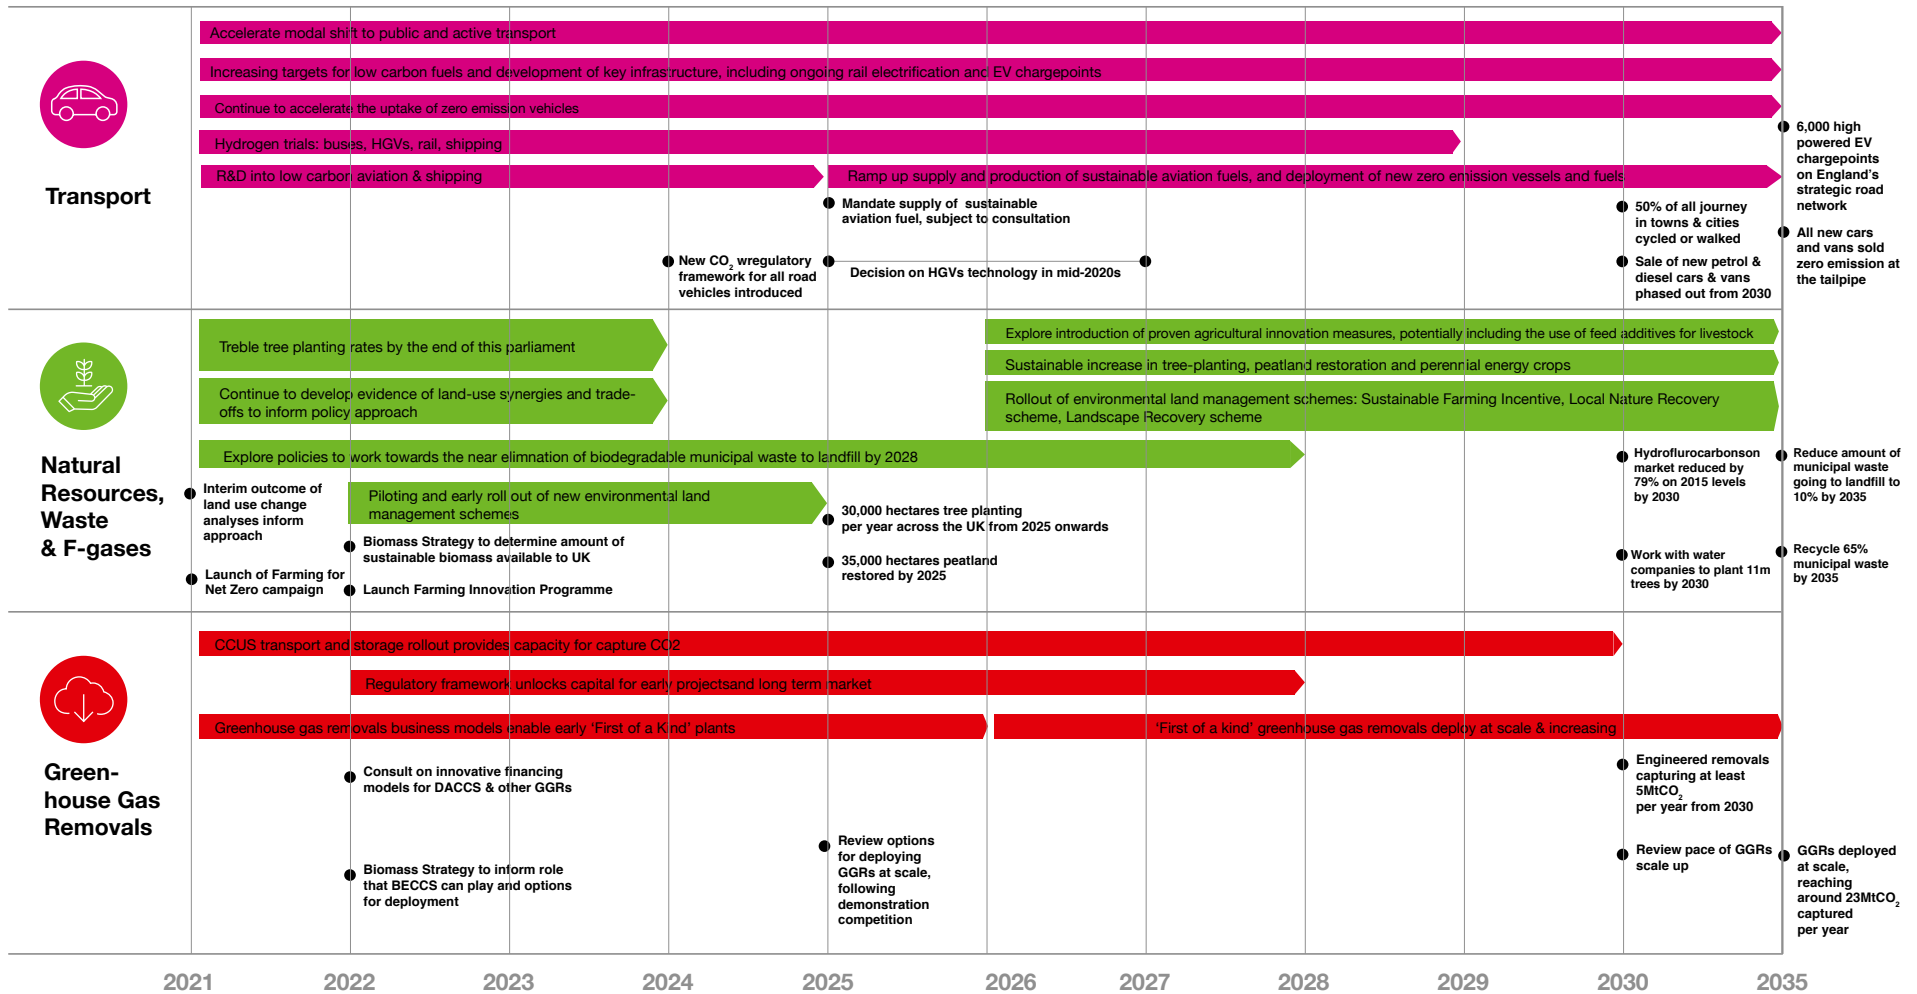 Accelerate modal shift to public and active transport
Increasing targets for low carbon fuels and development of key infrastructure, including ongoing rail electrification and EV chargepoints
Continue to accelerate the uptake of zero emission vehicles
Hydrogen trials: buses, HGVs, rail, shipping
R&D into low carbon aviation & shipping
Ramp up supply and production of sustainable aviation fuels, and deployment of new zero emission vessels and fuels
Transport
Mandate supply of sustainable
aviation fuel, subject to consultation
New CO₂ wregulatory
framework for all road
vehicles introduced
Decision on HGVs technology in mid-2020s
50% of all journey
in towns & cities
cycled or walked
Sale of new petrol &
diesel cars & vans
phased out from 2030
6,000 high
powered EV
chargepoints
on England’s
strategic road
network
All new cars
and vans sold
zero emission at
the tailpipe
Treble tree planting rates by the end of this parliament
Continue to develop evidence of land-use synergies and trade-
offs to inform policy approach
Explore introduction of proven agricultural innovation measures, potentially including the use of feed additives for livestock
Sustainable increase in tree-planting, peatland restoration and perennial energy crops
Rollout of environmental land management schemes: Sustainable Farming Incentive, Local Nature Recovery
scheme, Landscape Recovery scheme
Explore policies to work towards the near elimnation of biodegradable municipal waste to landfill by 2028
Natural
Resources,
Waste
& F-gases
Interim outcome of
land use change
analyses inform
approach
Launch of Farming for
Net Zero campaign
Piloting and early roll out of new environmental land
management schemes
Biomass Strategy to determine amount of
sustainable biomass available to UK
Launch Farming Innovation Programme
30,000 hectares tree planting
per year across the UK from 2025 onwards
35,000 hectares peatland
restored by 2025
Hydroflurocarbonson
market reduced by
79% on 2015 levels
by 2030
Work with water
companies to plant 11m
trees by 2030
Reduce amount of
municipal waste
going to landfill to
10% by 2035
Recycle 65%
municipal waste
by 2035
CCUS transport and storage rollout provides capacity for capture CO2
Regulatory framework unlocks capital for early projectsand long term market
Greenhouse gas removals business models enable early ‘First of a Kind’ plants
‘First of a kind’ greenhouse gas removals deploy at scale & increasing
Green-
house Gas
Removals
Consult on innovative financing
models for DACCS & other GGRs
Biomass Strategy to inform role
that BECCS can play and options
for deployment
Review options
for deploying
GGRs at scale,
following
demonstration
competition
Engineered removals
capturing at least
5MtCO₂
per year from 2030
Review pace of GGRs
scale up
GGRs deployed
at scale,
reaching
around 23MtCO₂
captured
per year
2021 2022 2023 2024 2025 2026 2027 2028 2029 2030 2035